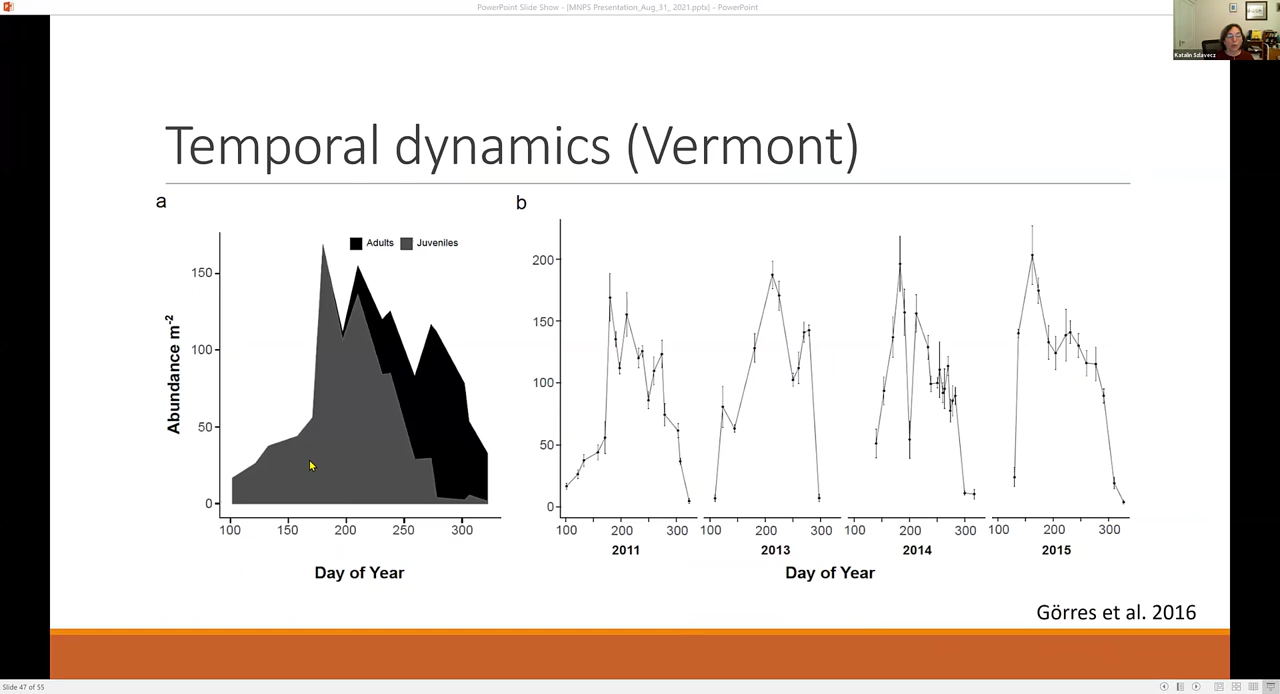 PowerPoint Slide Show - [MNPS Presentation_Aug_31, 2021.pptx] - PowerPoint
Katalin Szlavecz
Temporal dynamics (Vermont)
a
Adults Juveniles
Abundance m-2
150
100
50
0
100 150 200 250 300
Day of Year
b
200
150
100
50
0
100 200 300 100 200 300 100 200 300 100 200 300
2011 2013 2014 2015
Day of Year
Görres et al. 2016
Slide 47 of 55